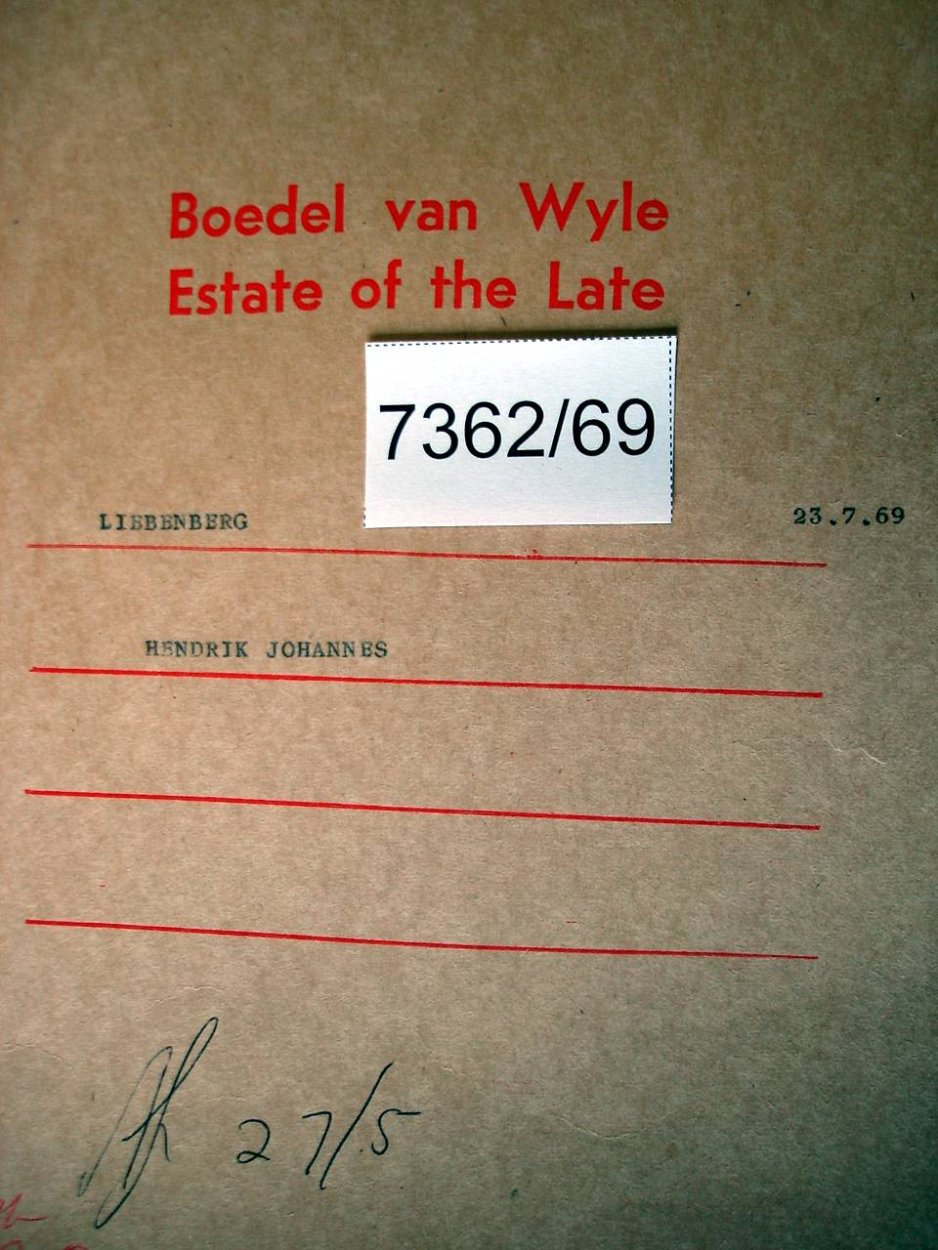 Boedel van Wyle
Estate of the Late
7362/69
LIEBENBERG 23.7.69
HENDRIK JOHANNES
27/5